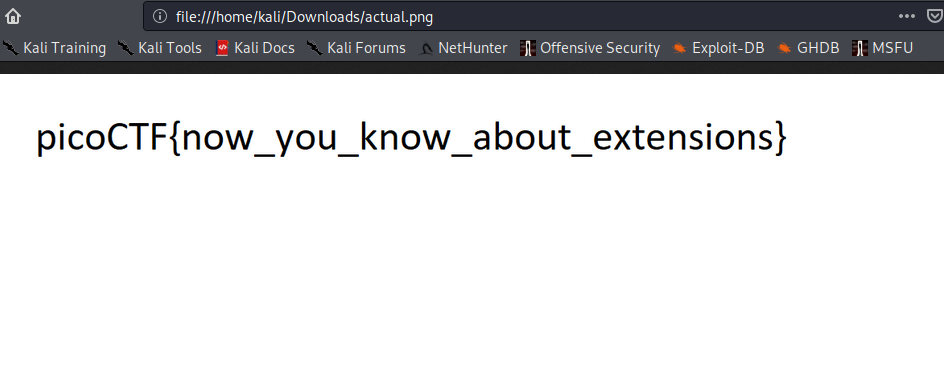 file:///home/kali/Downloads/actual.png
Kali Training Kali Tools Kali Docs Kali Forums NetHunter Offensive Security Exploit-DB GHDB MSFU
picoCTF{now_you_know_about_extensions}